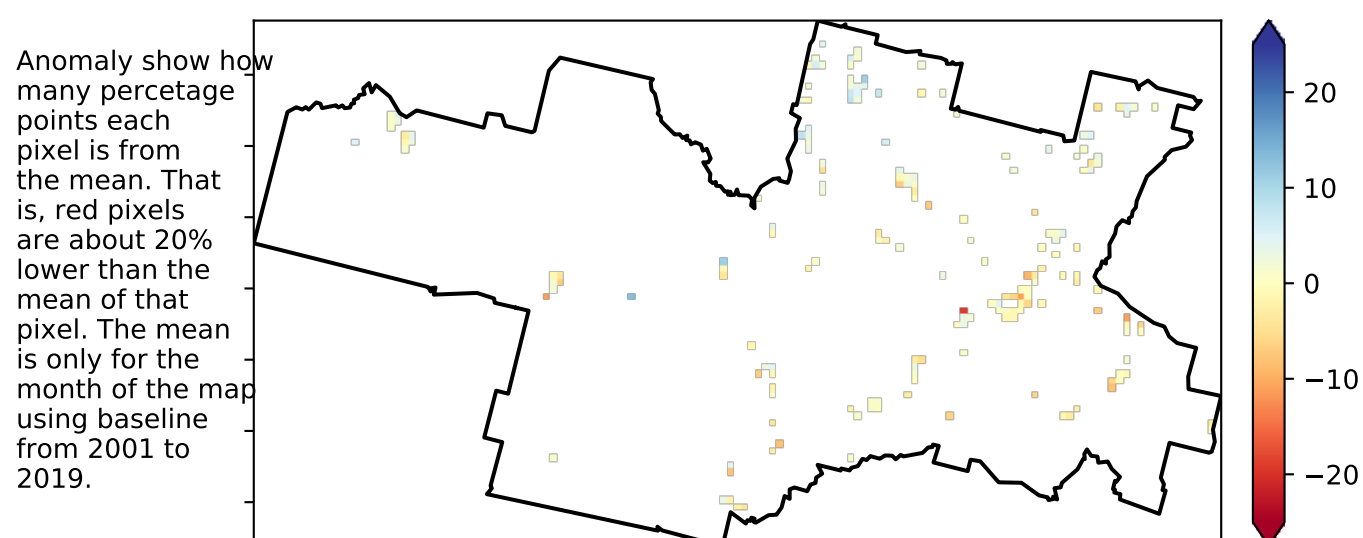 Anomaly show how
many percetage
points each
pixel is from
the mean. That
is, red pixels
are about 20%
lower than the
mean of that
pixel. The mean
is only for the
month of the map
using baseline
from 2001 to
2019.
20
10
0
−10
−20